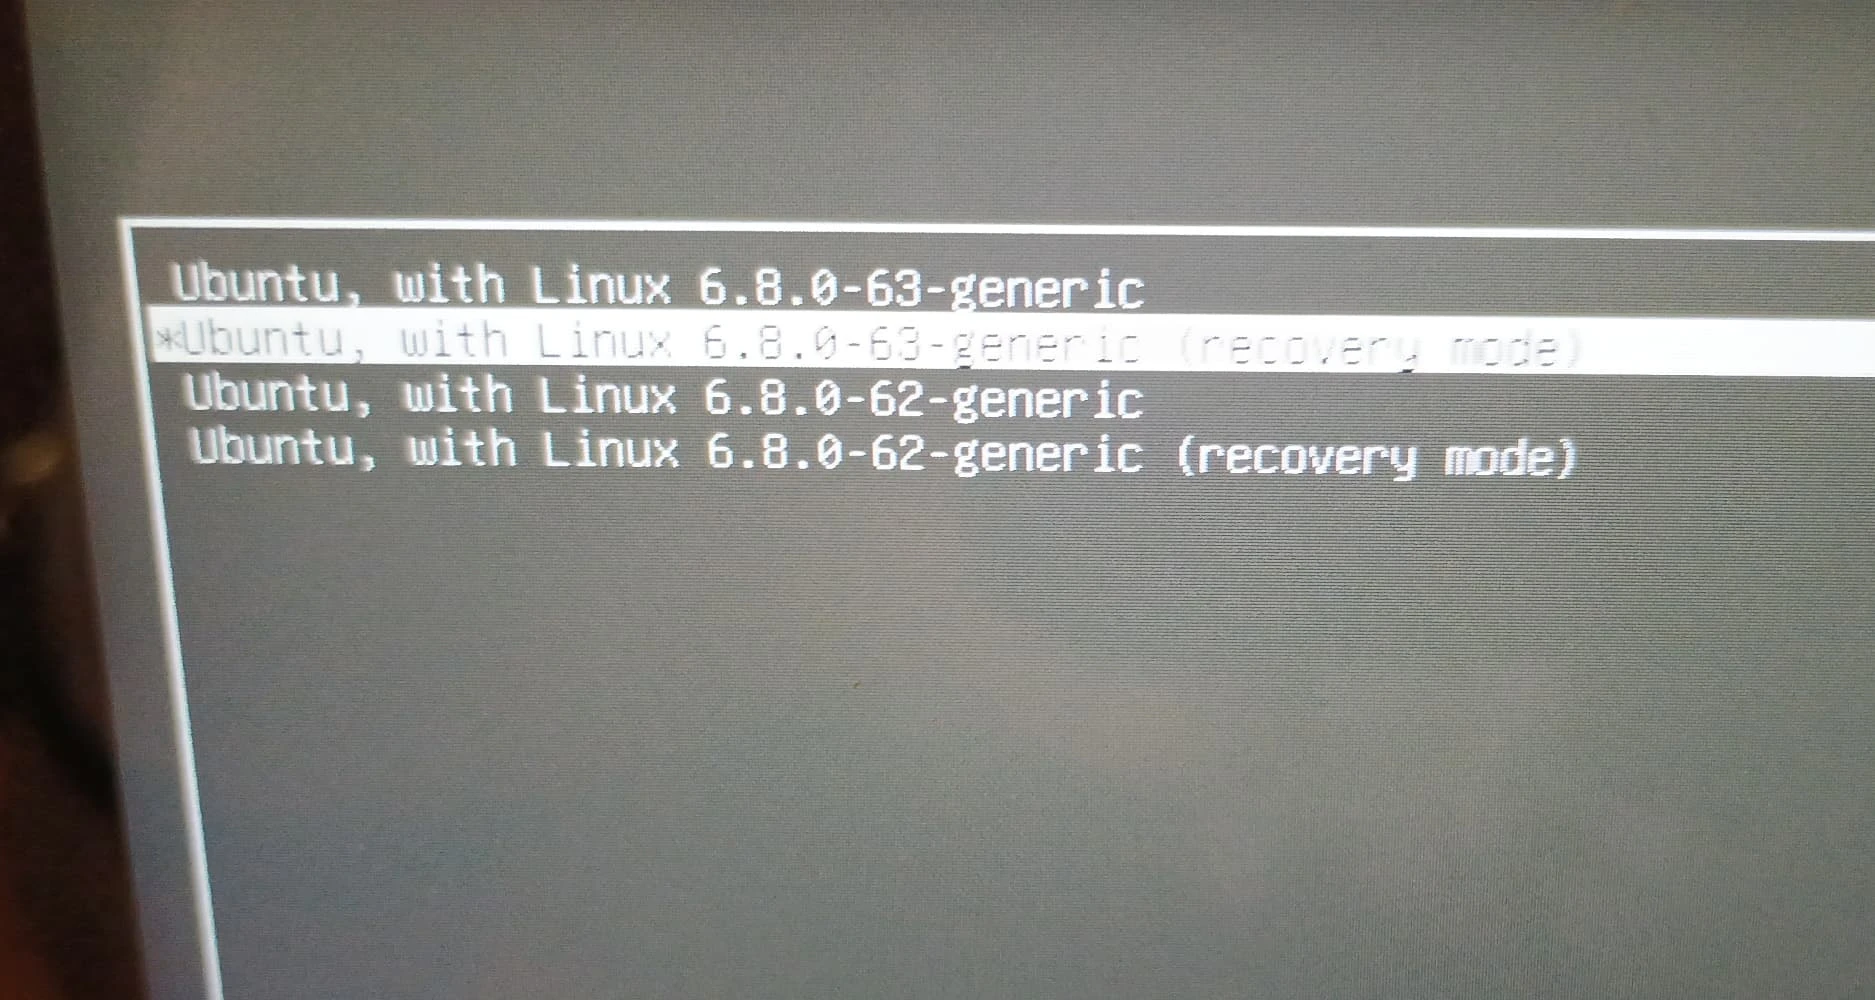 Ubuntu, with Linux 6.8.0-63-generic
*Ubuntu, with Linux 6.8.0-63-generic (recovery mode)
Ubuntu, with Linux 6.8.0-62-generic
Ubuntu, with Linux 6.8.0-62-generic (recovery mode)